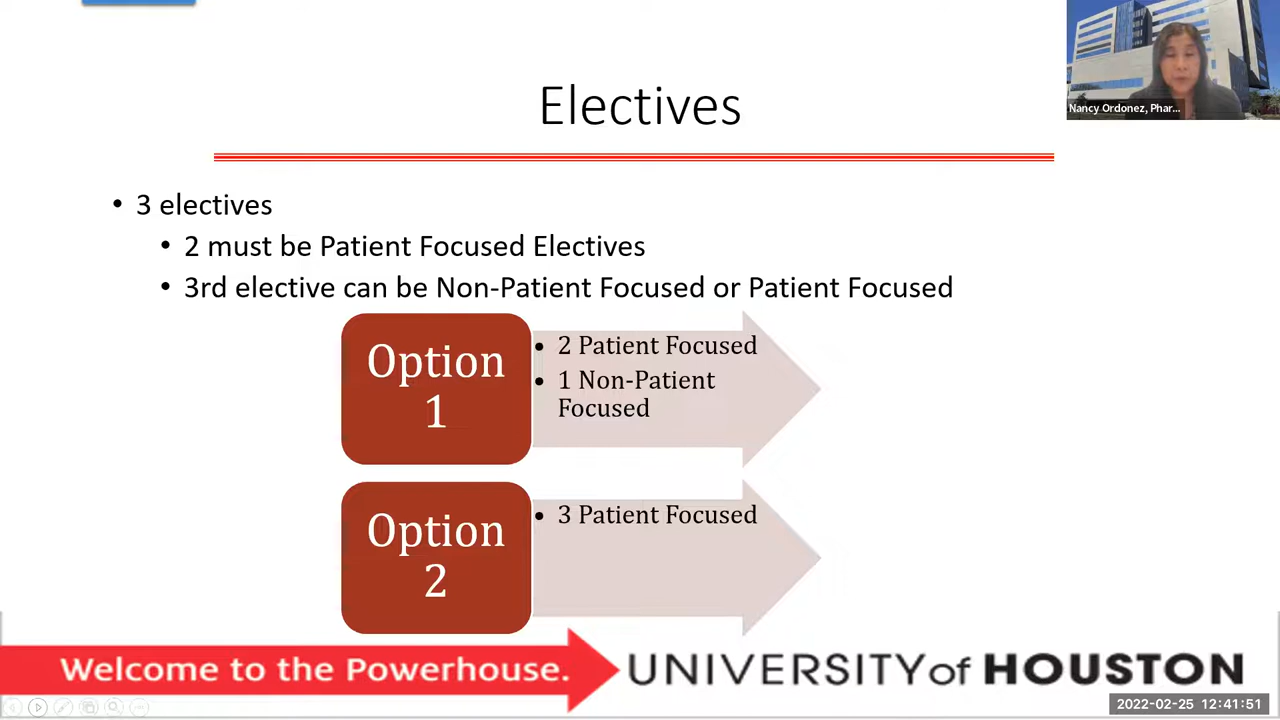 Nancy Ordonez, Phar...
Electives
• 3 electives
• 2 must be Patient Focused Electives
• 3rd elective can be Non-Patient Focused or Patient Focused
Option
1
• 2 Patient Focused
• 1 Non-Patient
Focused
Option
2
• 3 Patient Focused
Welcome to the Powerhouse.
UNIVERSITY of HOUSTON
2022-02-25 12:41:51